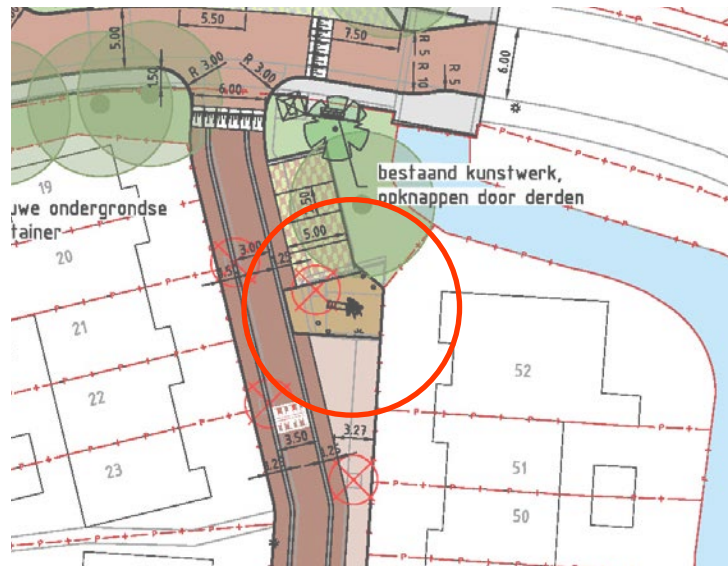 5.50
7.50
5.00
1.50
R 3.00
R 3.00
6.00
R 5
R 10
R 5
6.00
bestaand kunstwerk,
opknappen door derden
19
uwe ondergrondse
tainer
20
5.00
3.00
21
22
23
52
3.50
3.27
51
50